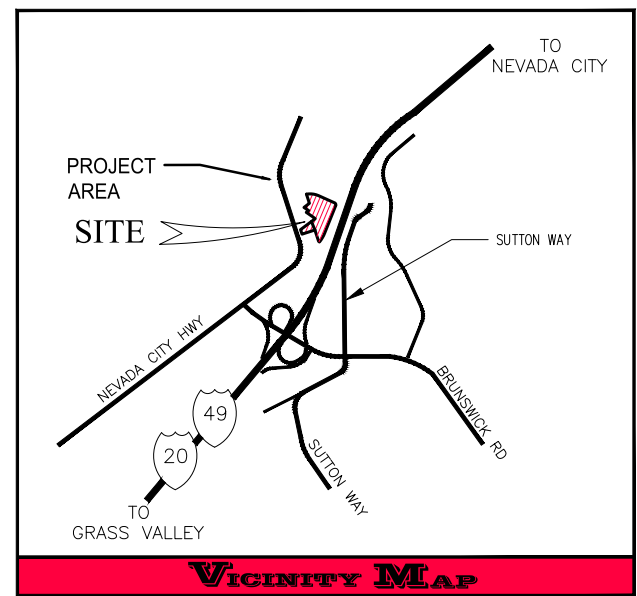 TO
NEVADA CITY
PROJECT
AREA
SITE
SUTTON WAY
NEVADA CITY HWY
BRUNSWICK RD
49
20
SUTTON WAY
TO
GRASS VALLEY
VICINITY MAP